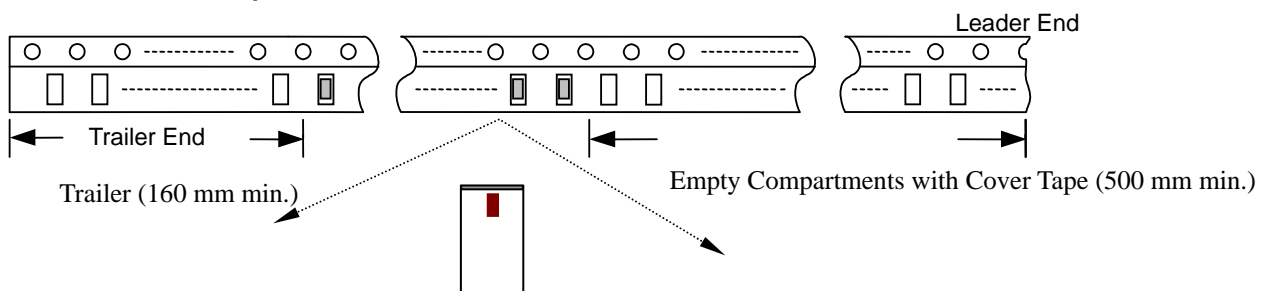 Leader End
Trailer End
Trailer (160 mm min.)
Empty Compartments with Cover Tape (500 mm min.)